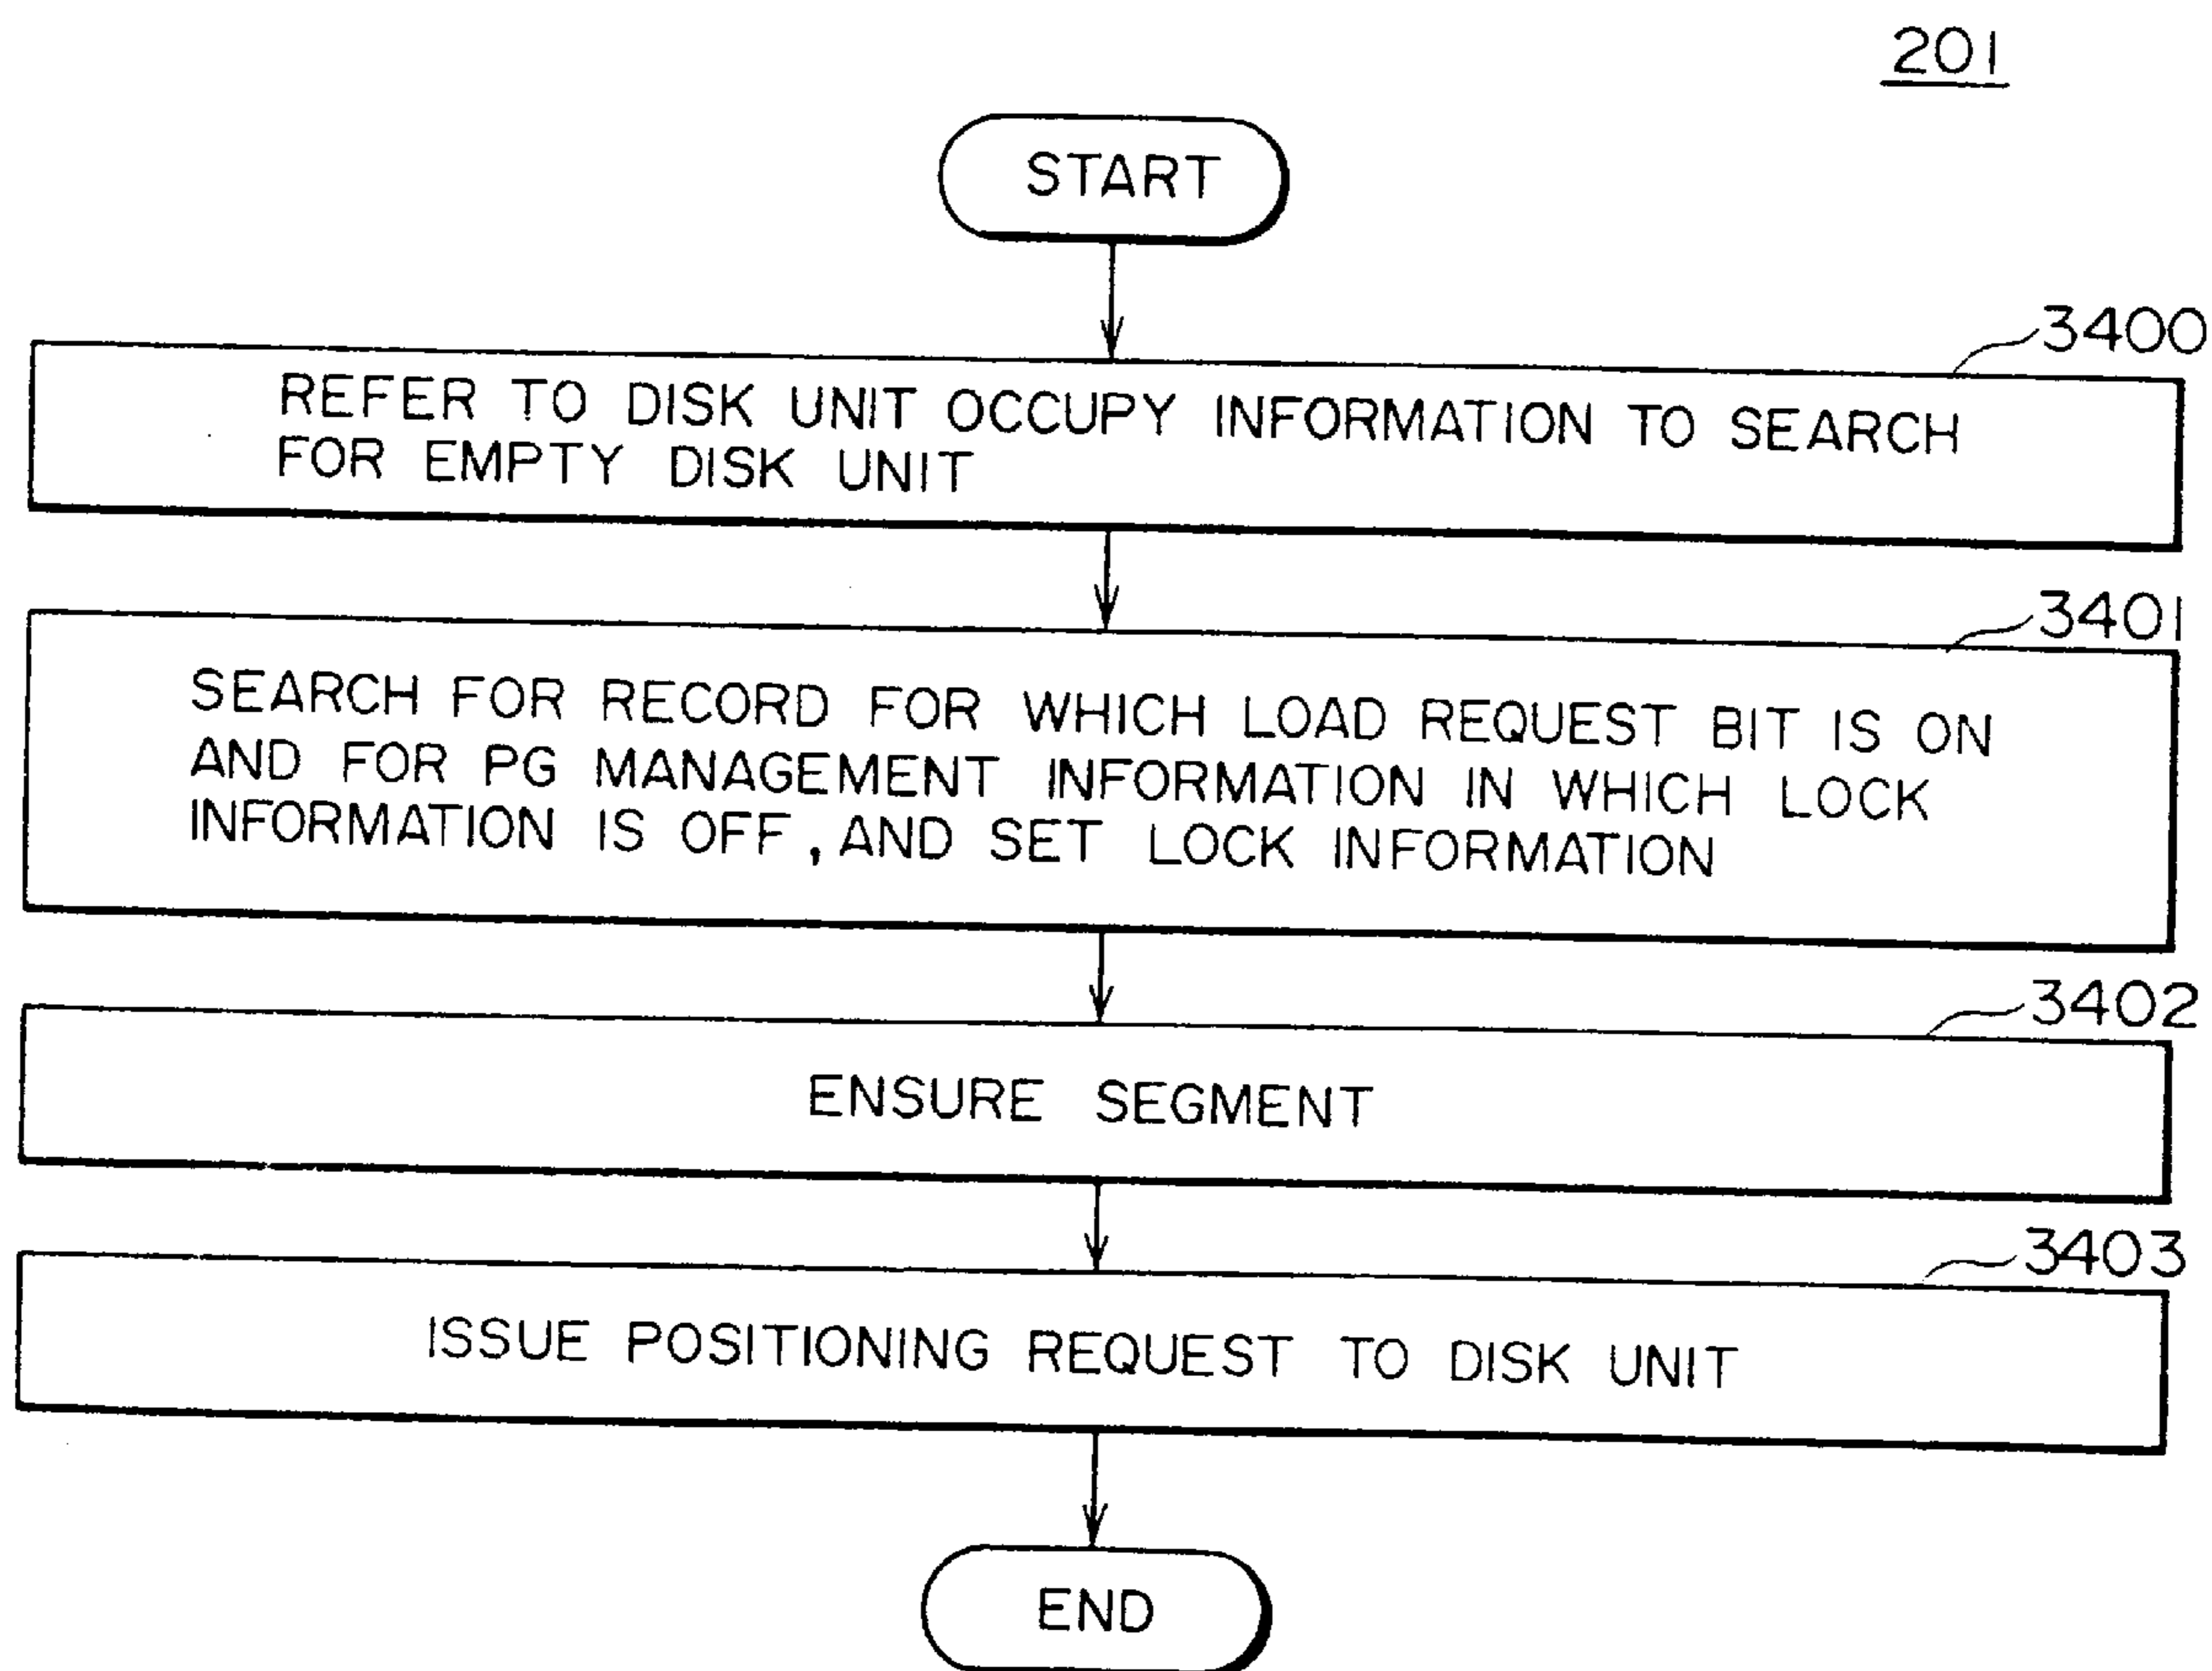 201
START
3400
REFER TO DISK UNIT OCCUPY INFORMATION TO SEARCH
FOR EMPTY DISK UNIT
3401
SEARCH FOR RECORD FOR WHICH LOAD REQUEST BIT IS ON
AND FOR PG MANAGEMENT INFORMATION IN WHICH LOCK
INFORMATION IS OFF, AND SET LOCK INFORMATION
3402
ENSURE SEGMENT
3403
ISSUE POSITIONING REQUEST TO DISK UNIT
END